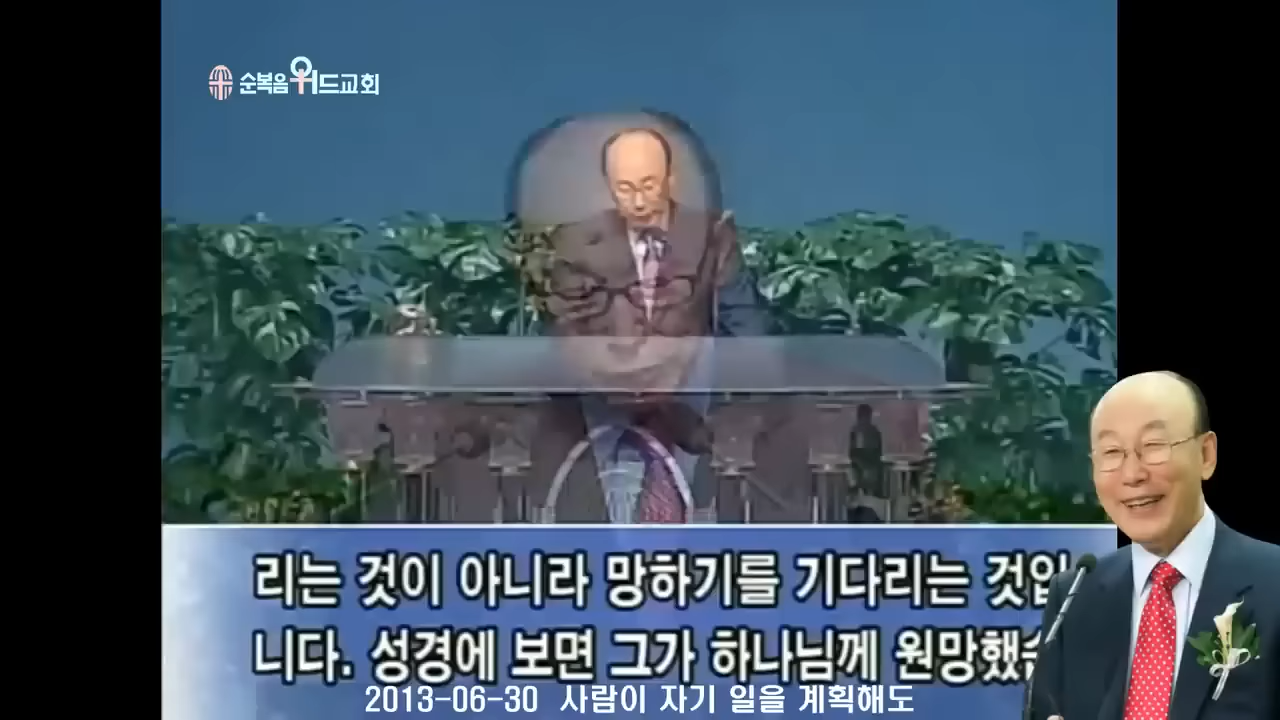 순복음워드교회
리는 것이 아니라 망하기를 기다리는 것입
니다. 성경에 보면 그가 하나님께 원망했
2013-06-30 사람이 자기 일을 계획해도